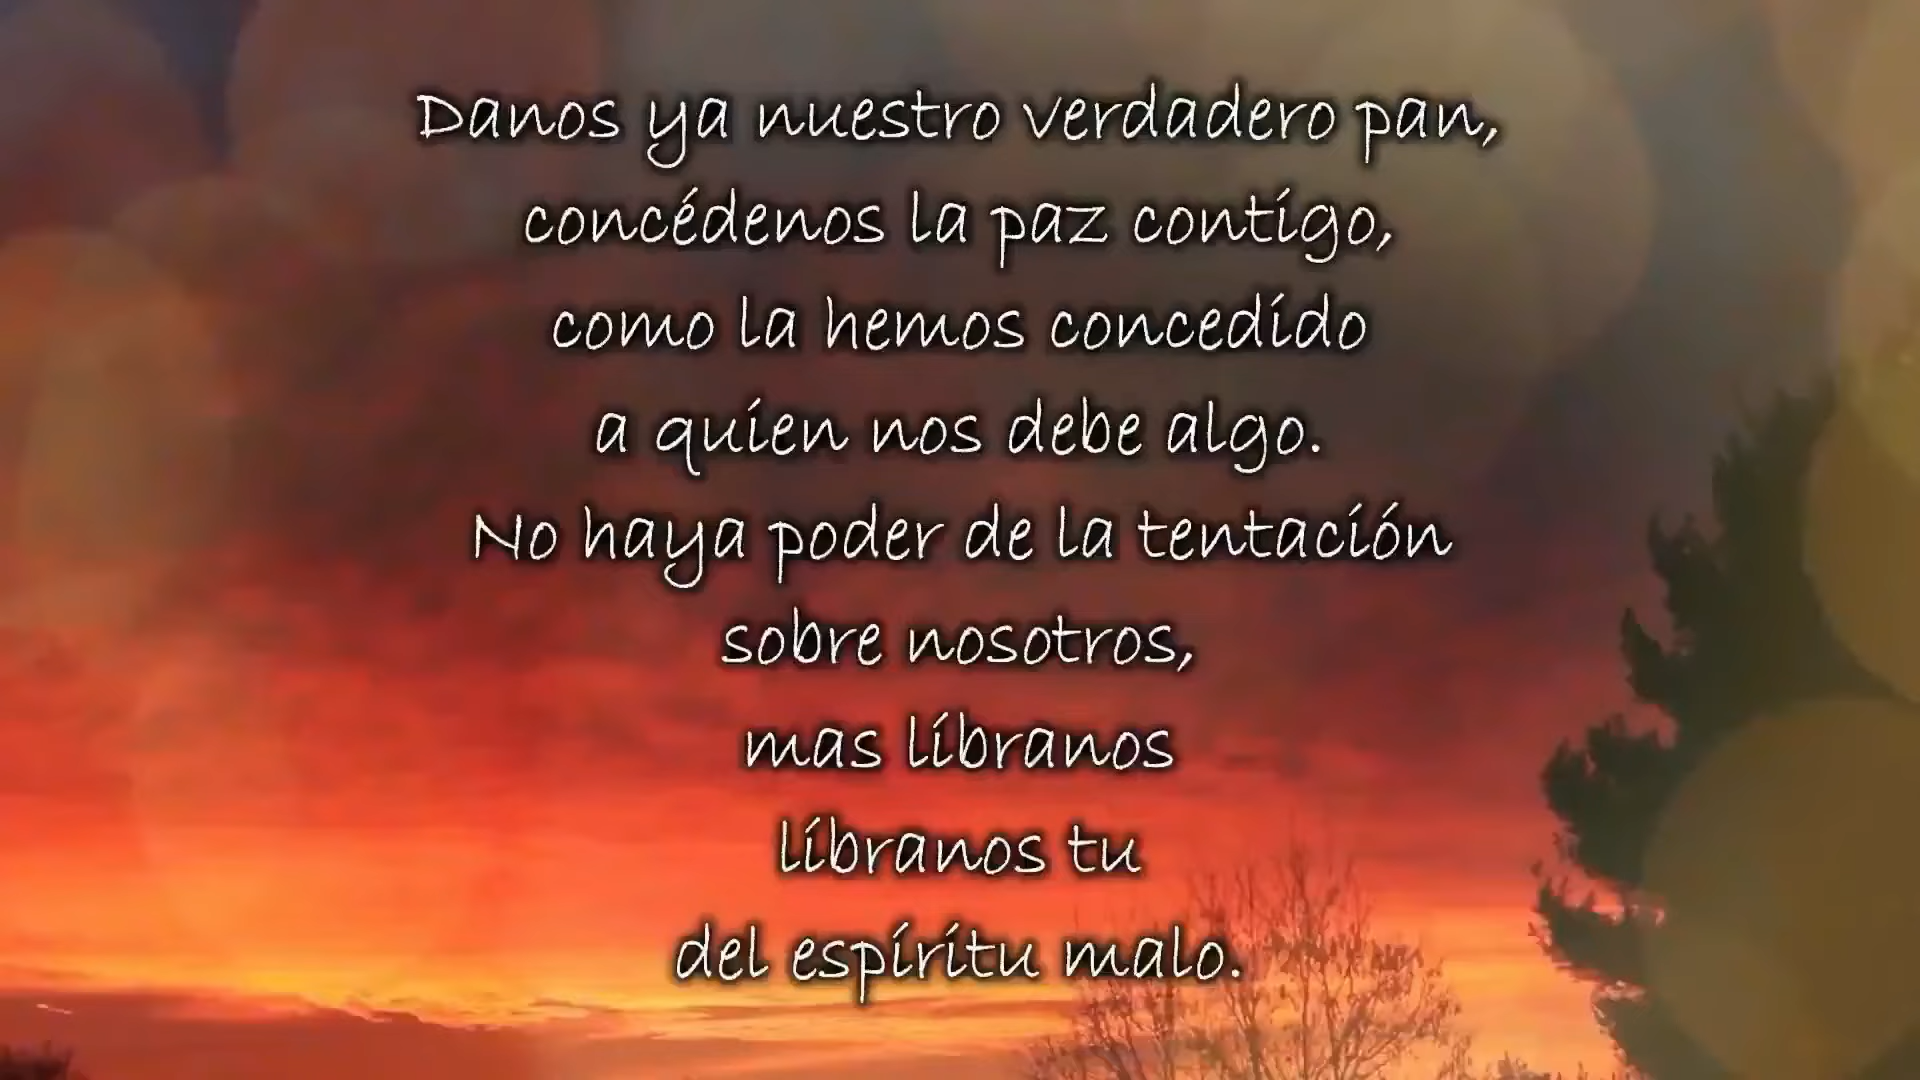 Danos ya nuestro verdadero pan,
concédenos la paz contigo,
como la hemos concedido
a quien nos debe algo.
No haya poder de la tentación
sobre nosotros,
mas líbranos
líbranos tu
del espíritu malo.